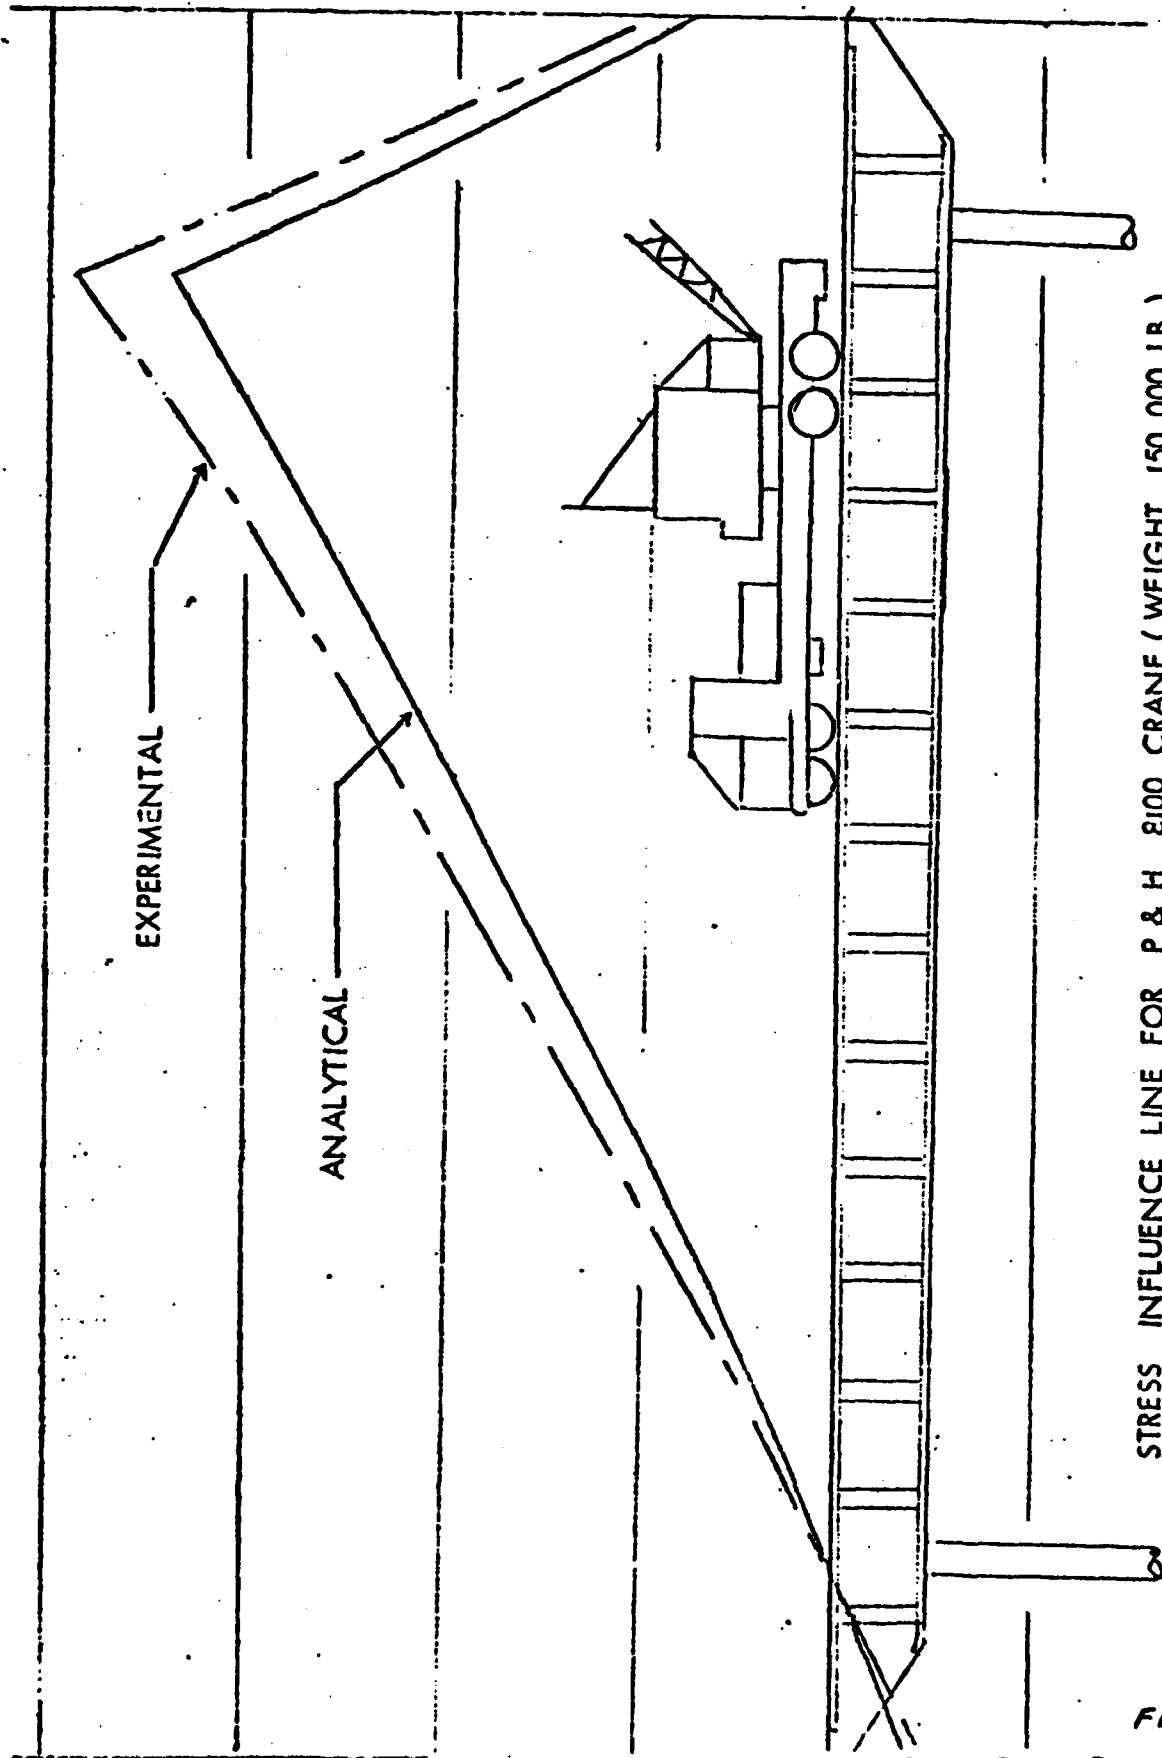 EXPERIMENTAL
ANALYTICAL
STRESS INFLUENCE LINE FOR P & H 8100 CRANE (WEIGHT 150,000 LB)